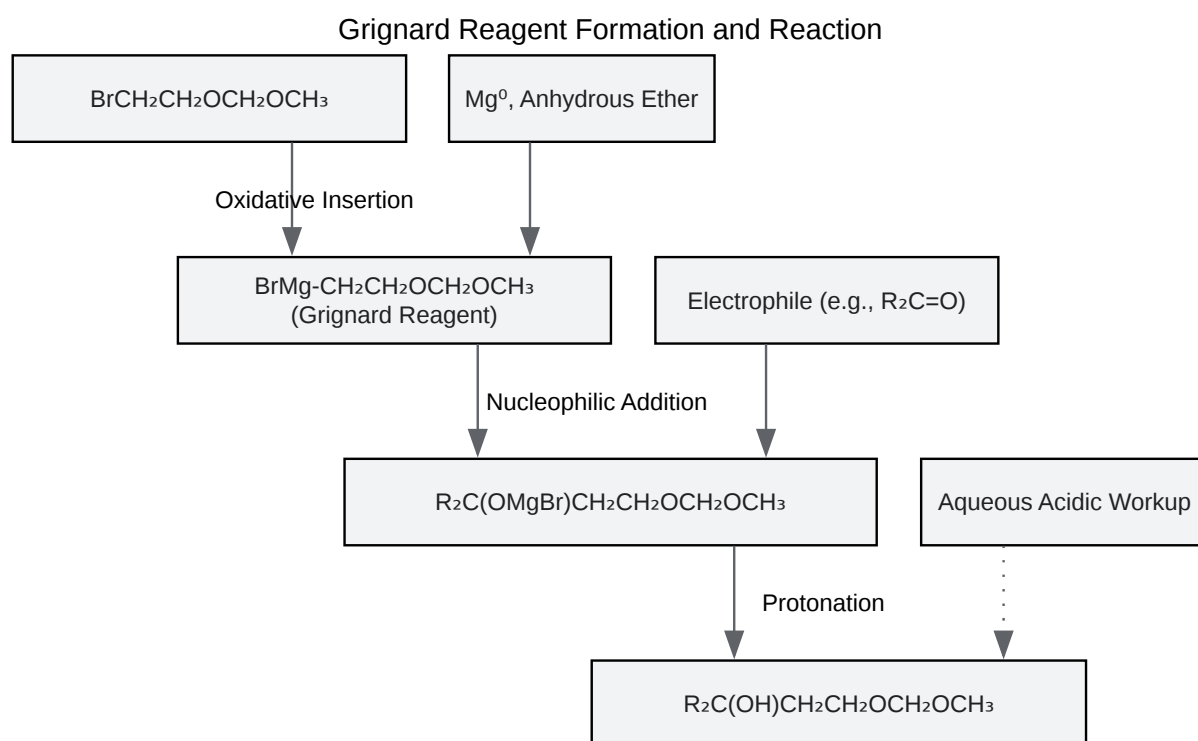 Grignard Reagent Formation and Reaction
BrCH₂CH₂OCH₂OCH₃
Mg⁰, Anhydrous Ether
Oxidative Insertion
BrMg-CH₂CH₂OCH₂OCH₃
(Grignard Reagent)
Electrophile (e.g., R₂C=O)
Nucleophilic Addition
R₂C(OMgBr)CH₂CH₂OCH₂OCH₃
Aqueous Acidic Workup
Protonation
R₂C(OH)CH₂CH₂OCH₂OCH₃